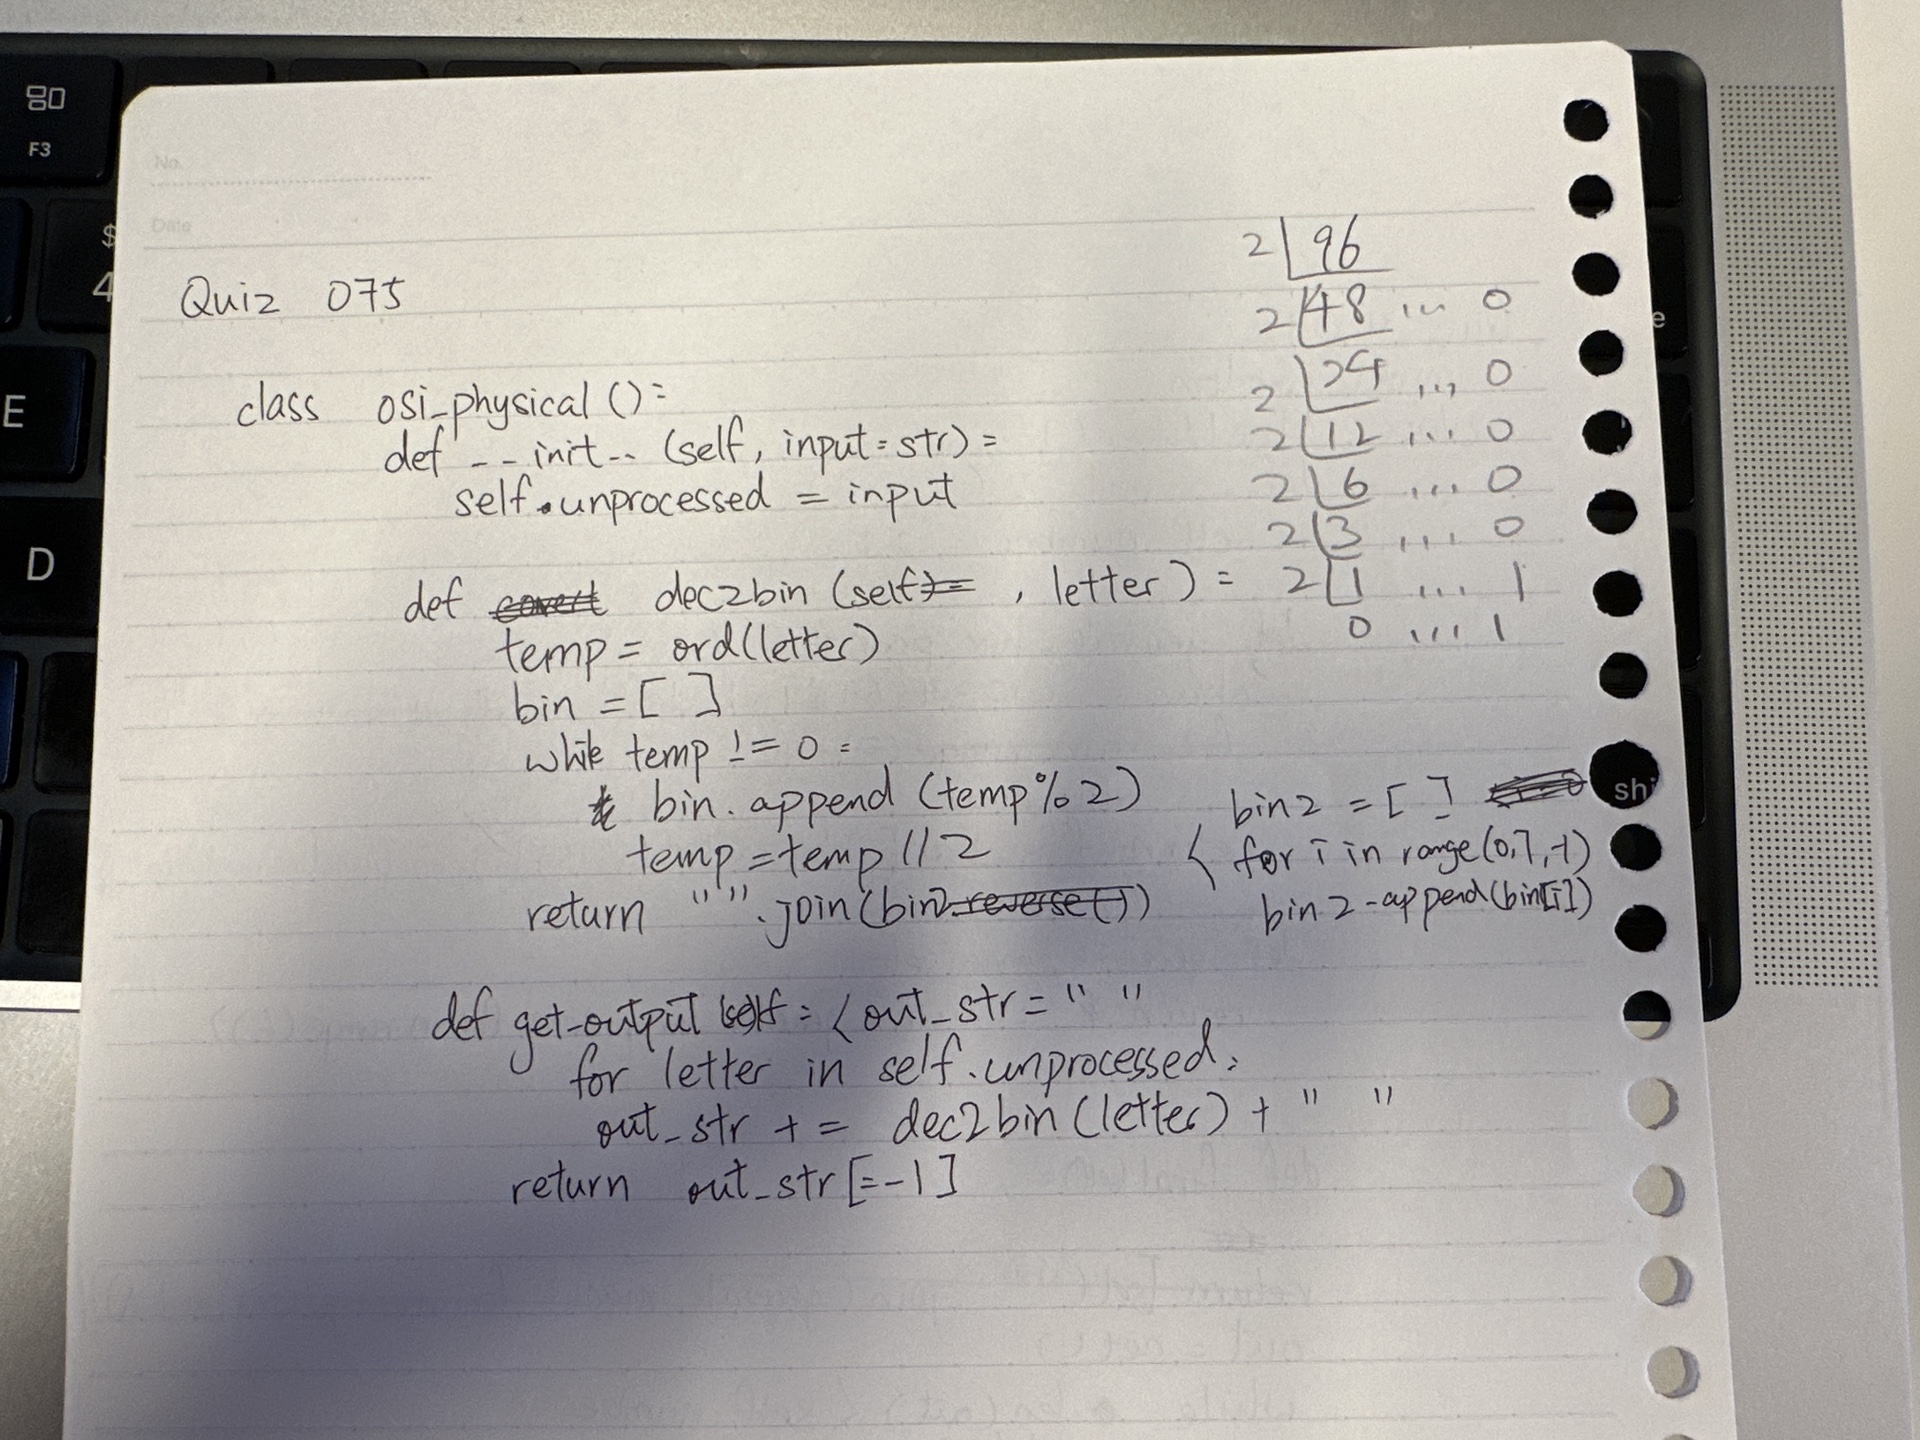 80
F3
$
4
E
D
e
shi
No.
Date
Quiz 075
class osi_physical ():
def __init__ (self, input=str) =
self.unprocessed = input
def covert dec2bin (self)= , letter) =
temp = ord(letter)
bin = [ ]
while temp != 0 =
bin.append (temp%2)
temp = temp // 2
return "".join(bin2.reverse())
bin2 = [ ]
< for i in range(0,7,-1)
bin2-append(bin[i])
def get-output (self = < out_str = " "
for letter in self.unprocessed:
out_str += dec2bin(letter) + " "
return out_str[=-1]
2 96
2 48 ... 0
2 24 ... 0
2 12 ... 0
2 6 ... 0
2 3 ... 0
2 1 ... 1
0 ... 1